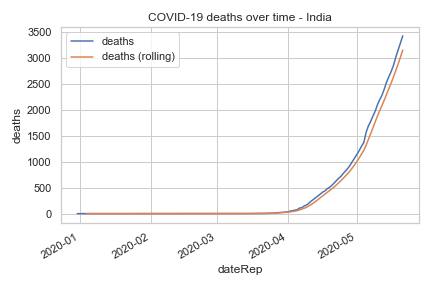 COVID-19 deaths over time - India
deaths
deaths (rolling)
3500
3000
2500
2000
1500
1000
500
0
deaths
2020-01
2020-02
2020-03
2020-04
2020-05
dateRep